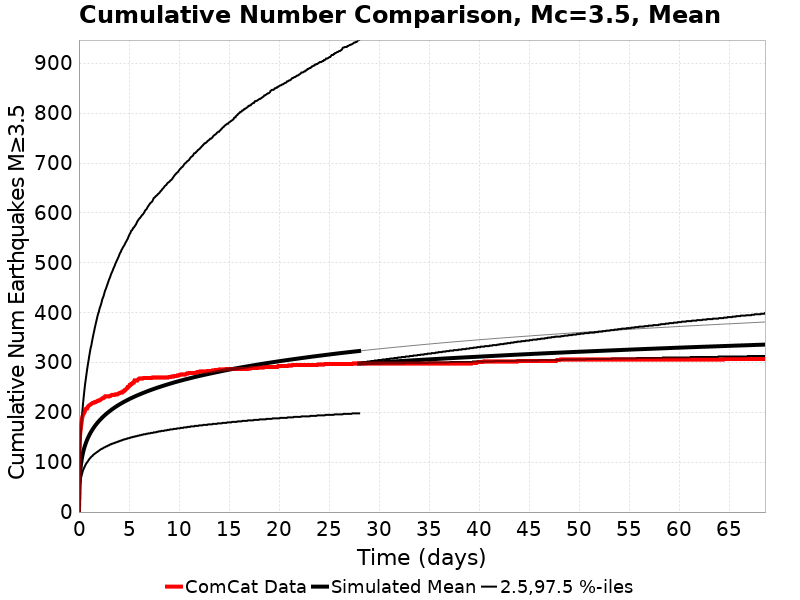 Cumulative Number Comparison, Mc=3.5, Mean
Cumulative Num Earthquakes M≥3.5
900
800
700
600
500
400
300
200
100
0
0 5 10 15 20 25 30 35 40 45 50 55 60 65
Time (days)
ComCat Data Simulated Mean 2.5,97.5 %-iles